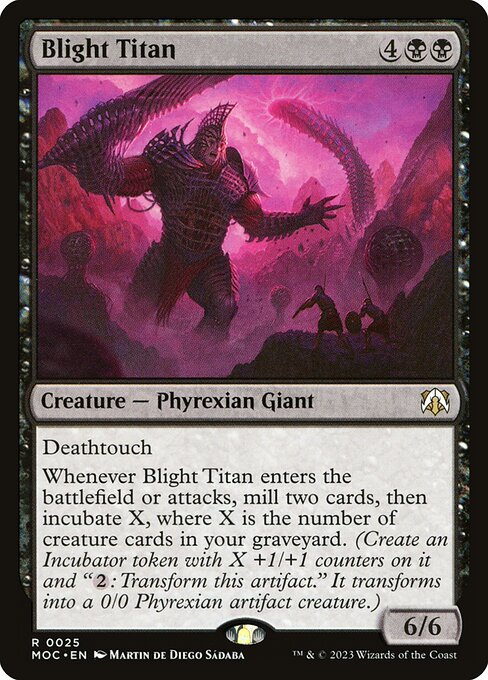 Blight Titan 4
Creature — Phyrexian Giant
Deathtouch
Whenever Blight Titan enters the
battlefield or attacks, mill two cards, then
incubate X, where X is the number of
creature cards in your graveyard. (Create an
Incubator token with X +1/+1 counters on it
and “2: Transform this artifact.” It transforms
into a 0/0 Phyrexian artifact creature.)
6/6
R 0025
MOC • EN Martin de Diego Sádaba
™ & © 2023 Wizards of the Coast